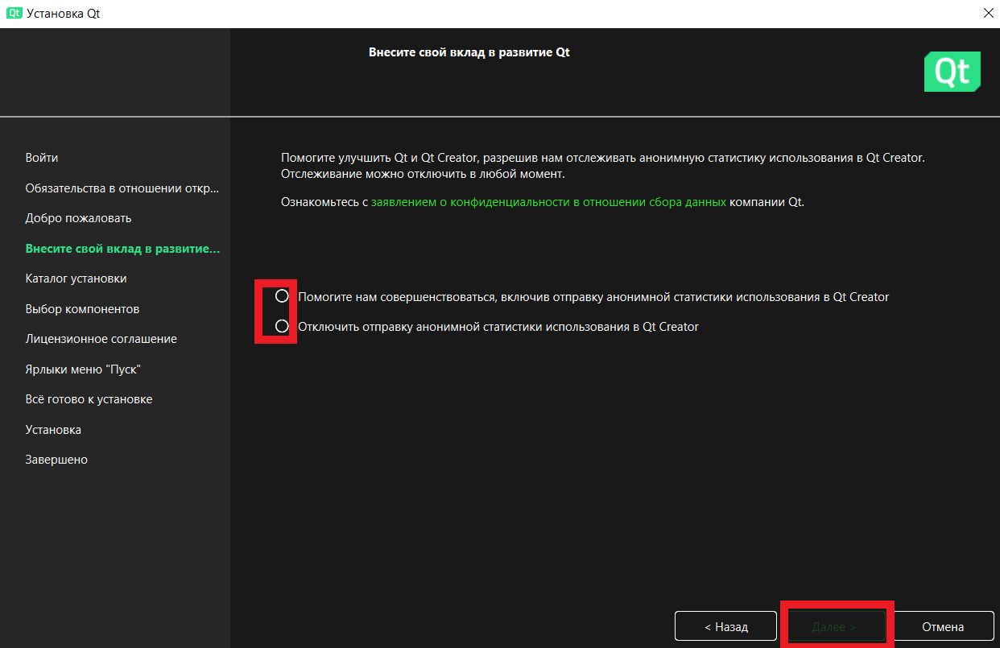 Qt Установка Qt
Внесите свой вклад в развитие Qt
Qt
Войти
Обязательства в отношении откр...
Добро пожаловать
Внесите свой вклад в развитие...
Каталог установки
Выбор компонентов
Лицензионное соглашение
Ярлыки меню "Пуск"
Всё готово к установке
Установка
Завершено
Помогите улучшить Qt и Qt Creator, разрешив нам отслеживать анонимную статистику использования в Qt Creator.
Отслеживание можно отключить в любой момент.
Ознакомьтесь с заявлением о конфиденциальности в отношении сбора данных компании Qt.
Помогите нам совершенствоваться, включив отправку анонимной статистики использования в Qt Creator
Отключить отправку анонимной статистики использования в Qt Creator
< Назад
Далее >
Отмена